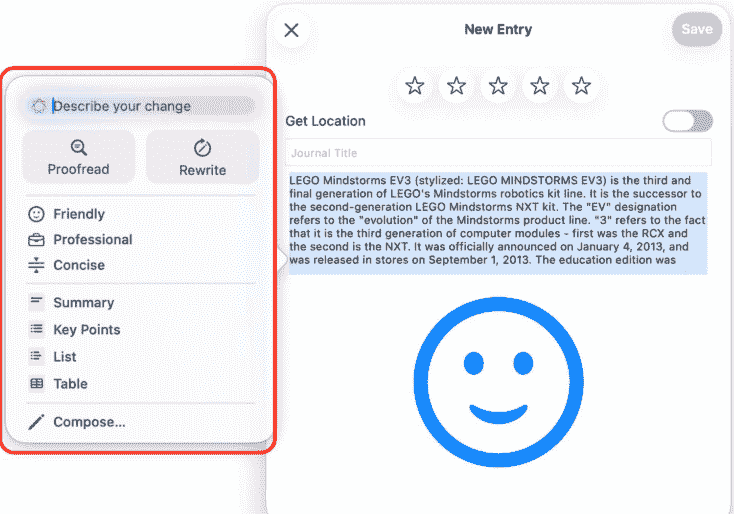 Describe your change
Proofread
Rewrite
Friendly
Professional
Concise
Summary
Key Points
List
Table
Compose...
New Entry
Save
Get Location
Journal Title
LEGO Mindstorms EV3 (stylized: LEGO MINDSTORMS EV3) is the third and
final generation of LEGO's Mindstorms robotics kit line. It is the successor to
the second-generation LEGO Mindstorms NXT kit. The "EV" designation
refers to the "evolution" of the Mindstorms product line. "3" refers to the fact
that it is the third generation of computer modules - first was the RCX and
the second is the NXT. It was officially announced on January 4, 2013, and
was released in stores on September 1, 2013. The education edition was